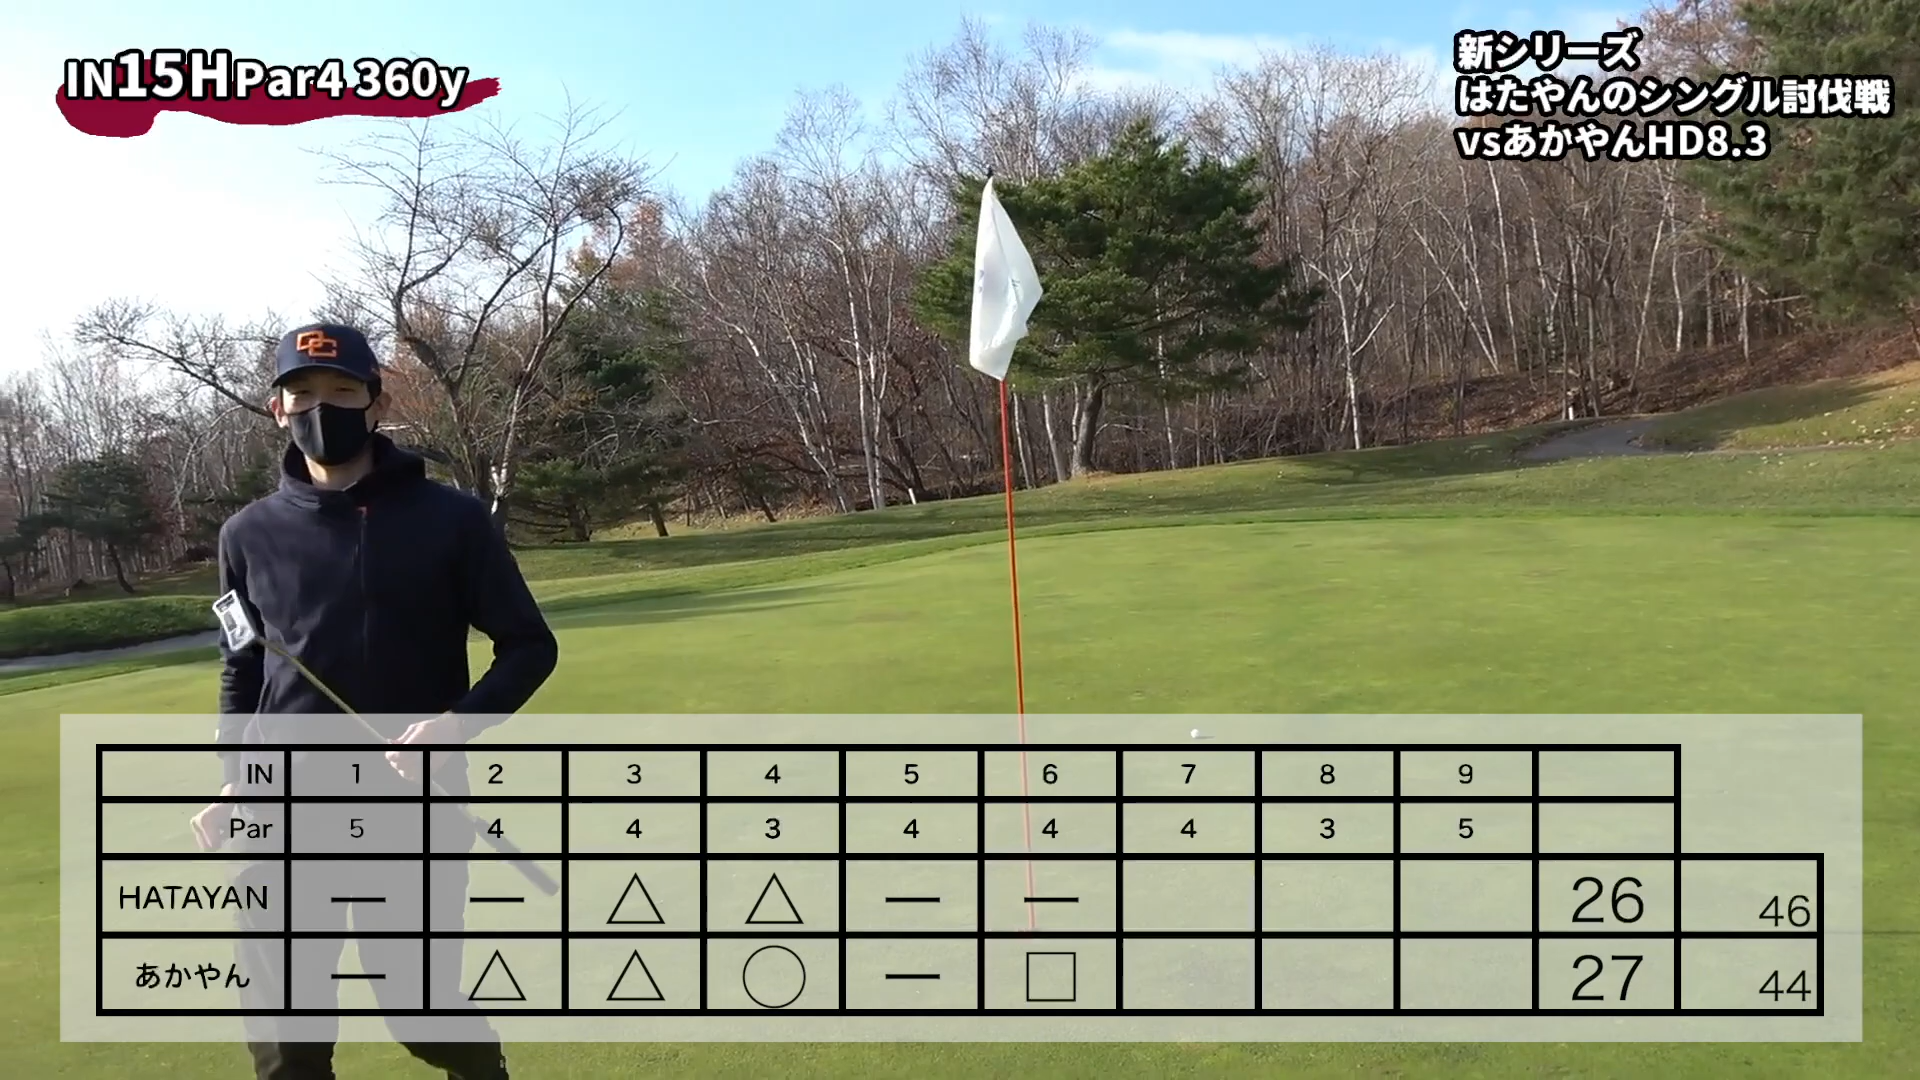 IN15HPar4 360y
新シリーズ
はたやんのシングル討伐戦
vsあかやんHD8.3
IN 1 2 3 4 5 6 7 8 9
Par 5 4 4 3 4 4 4 3 5
HATAYAN — — △ △ — — 26 46
あかやん — △ △ ○ — □ 27 44